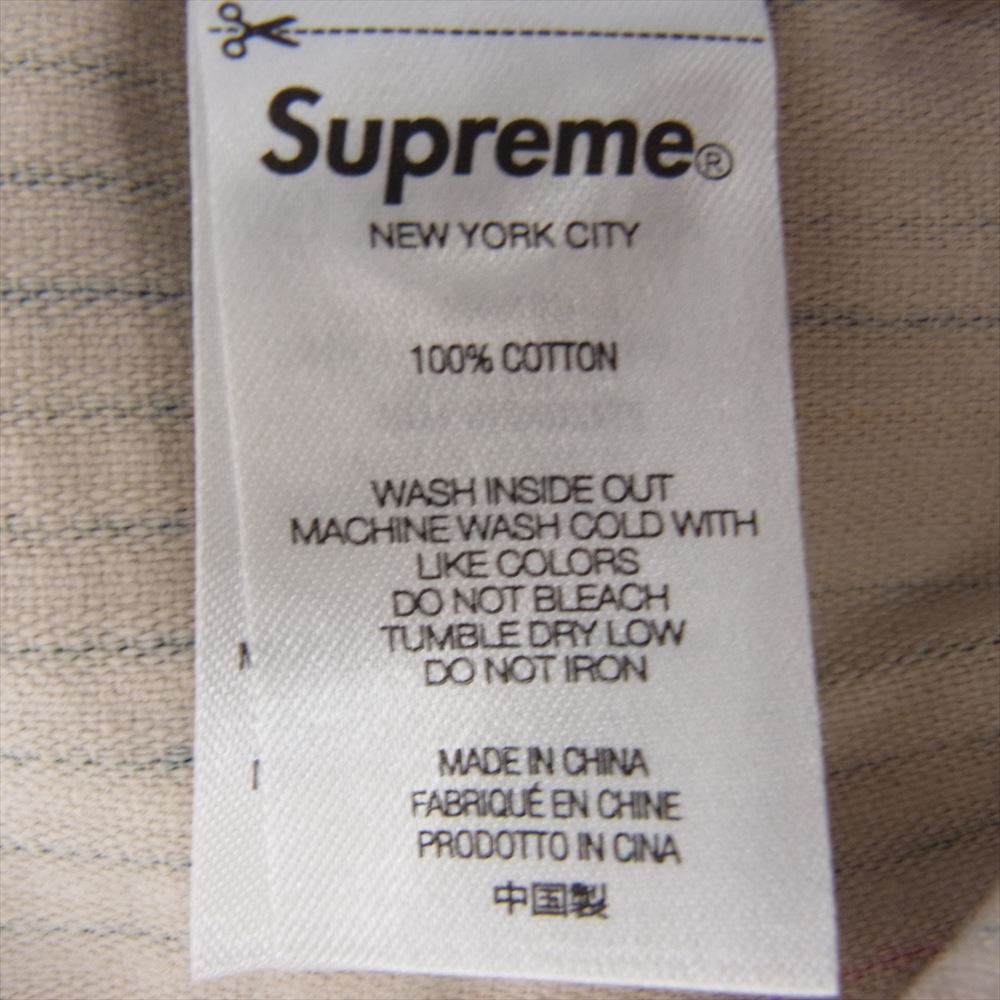 Supreme®
NEW YORK CITY
100% COTTON
WASH INSIDE OUT
MACHINE WASH COLD WITH
LIKE COLORS
DO NOT BLEACH
TUMBLE DRY LOW
DO NOT IRON
MADE IN CHINA
FABRIQUÉ EN CHINE
PRODOTTO IN CINA
中国製